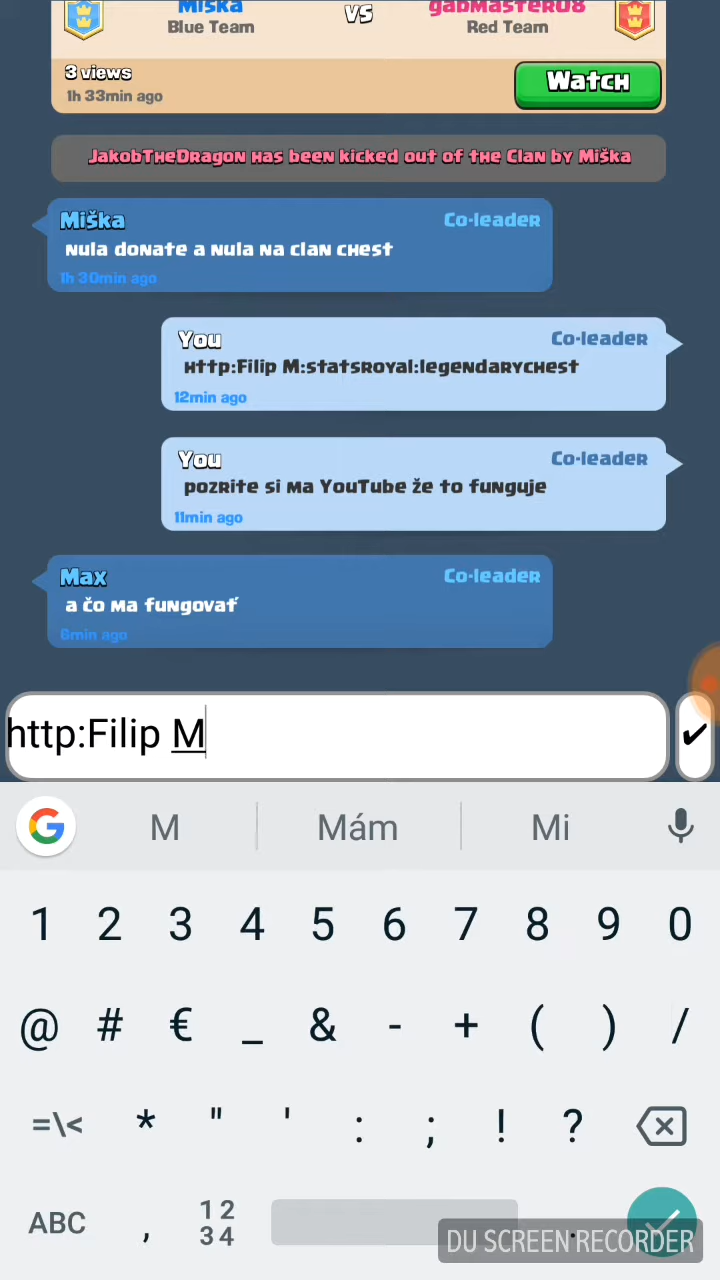 Miška VS gabmaster08
Blue Team Red Team
3 views
1h 33min ago
Watch
JakobTheDragon has been kicked out of the Clan by Miška
Miška Co-leader
nula donate a nula na clan chest
1h 30min ago
You Co-leader
http:Filip M:statsroyal:legendarychest
12min ago
You Co-leader
pozrite si ma YouTube že to funguje
11min ago
Max Co-leader
a čo ma fungovať
6min ago
http:Filip M
M Mám Mi
1 2 3 4 5 6 7 8 9 0
@ # € _ & - + ( ) /
=\< * " ' : ; ! ?
ABC , 12 34 .
DU SCREEN RECORDER